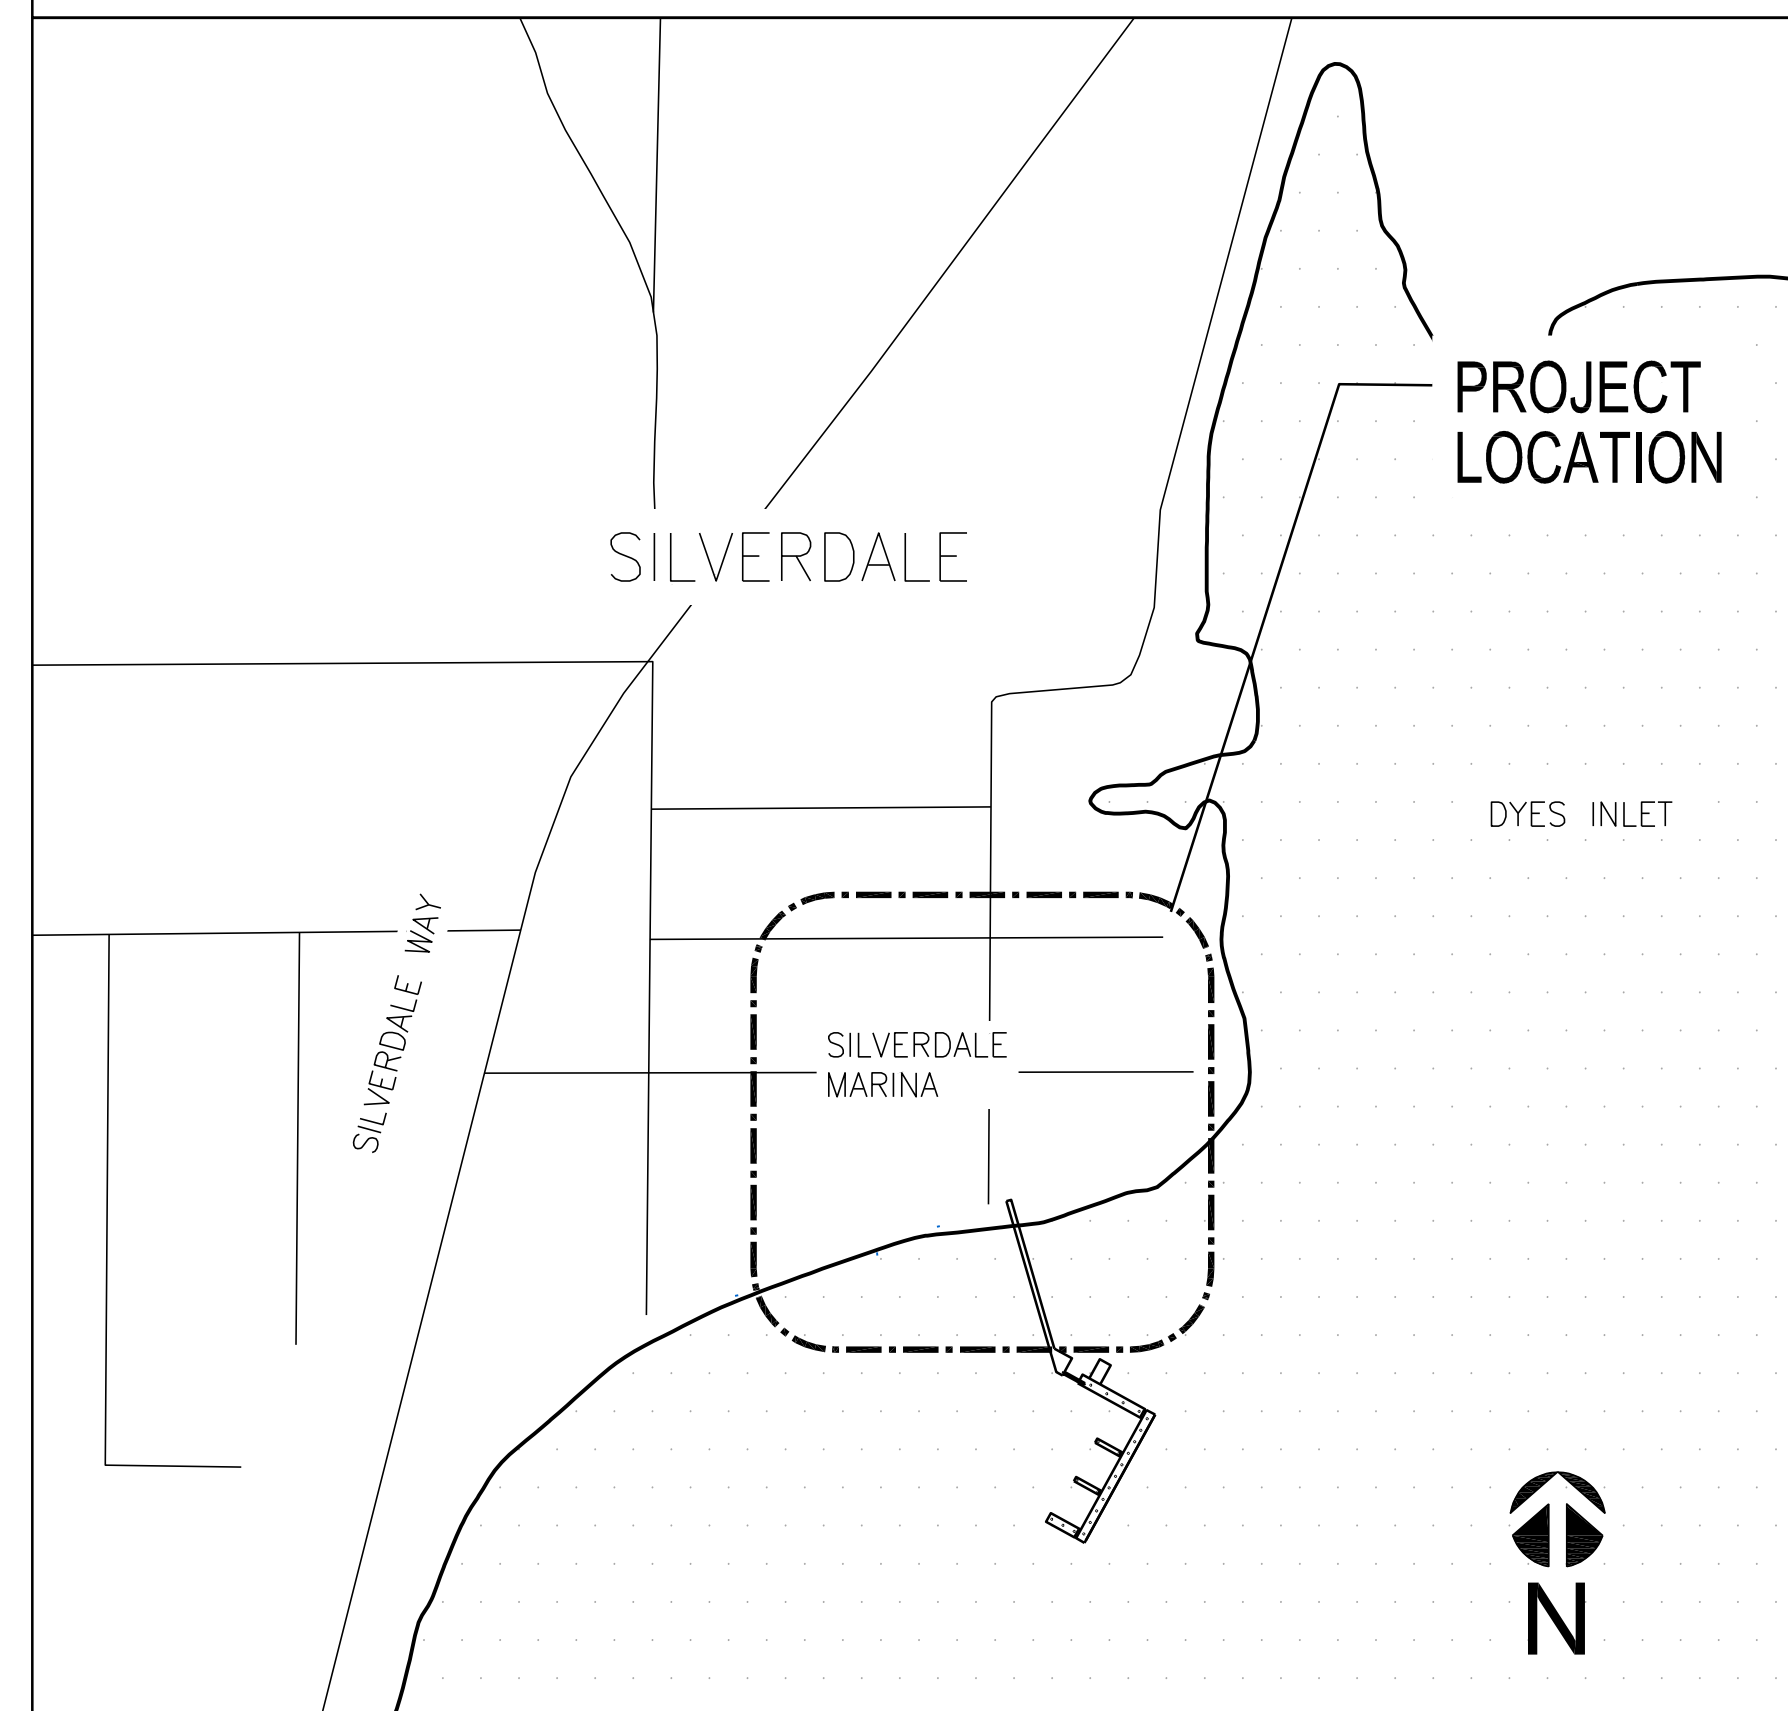 PROJECT
LOCATION
SILVERDALE
DYES INLET
SILVERDALE WAY
SILVERDALE
MARINA
N